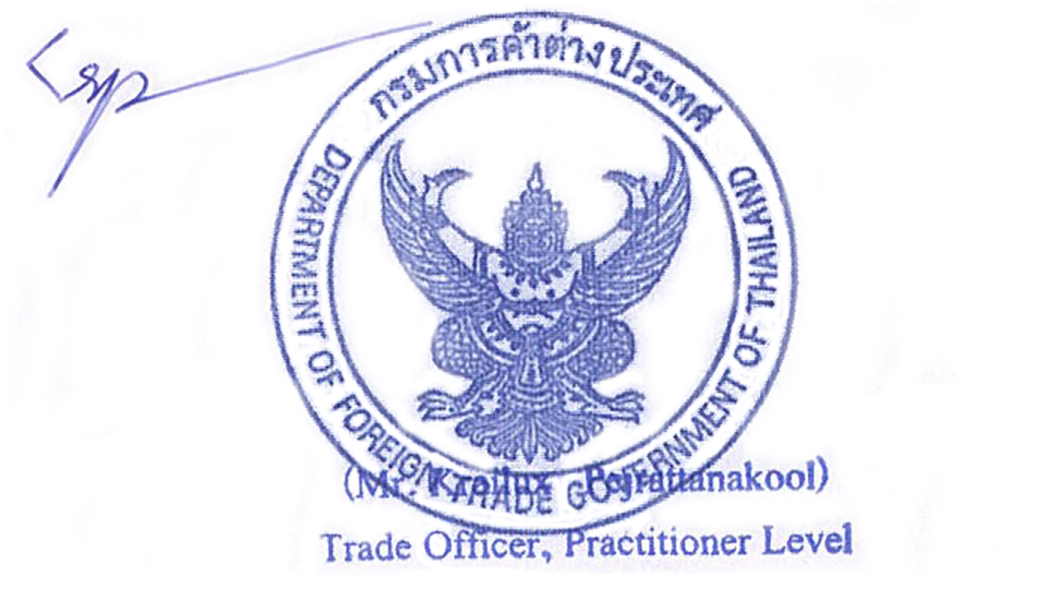 กรมการค้าต่างประเทศ
DEPARTMENT OF FOREIGN TRADE GOVERNMENT OF THAILAND
(Mr.
Trade Officer, Practitioner Level